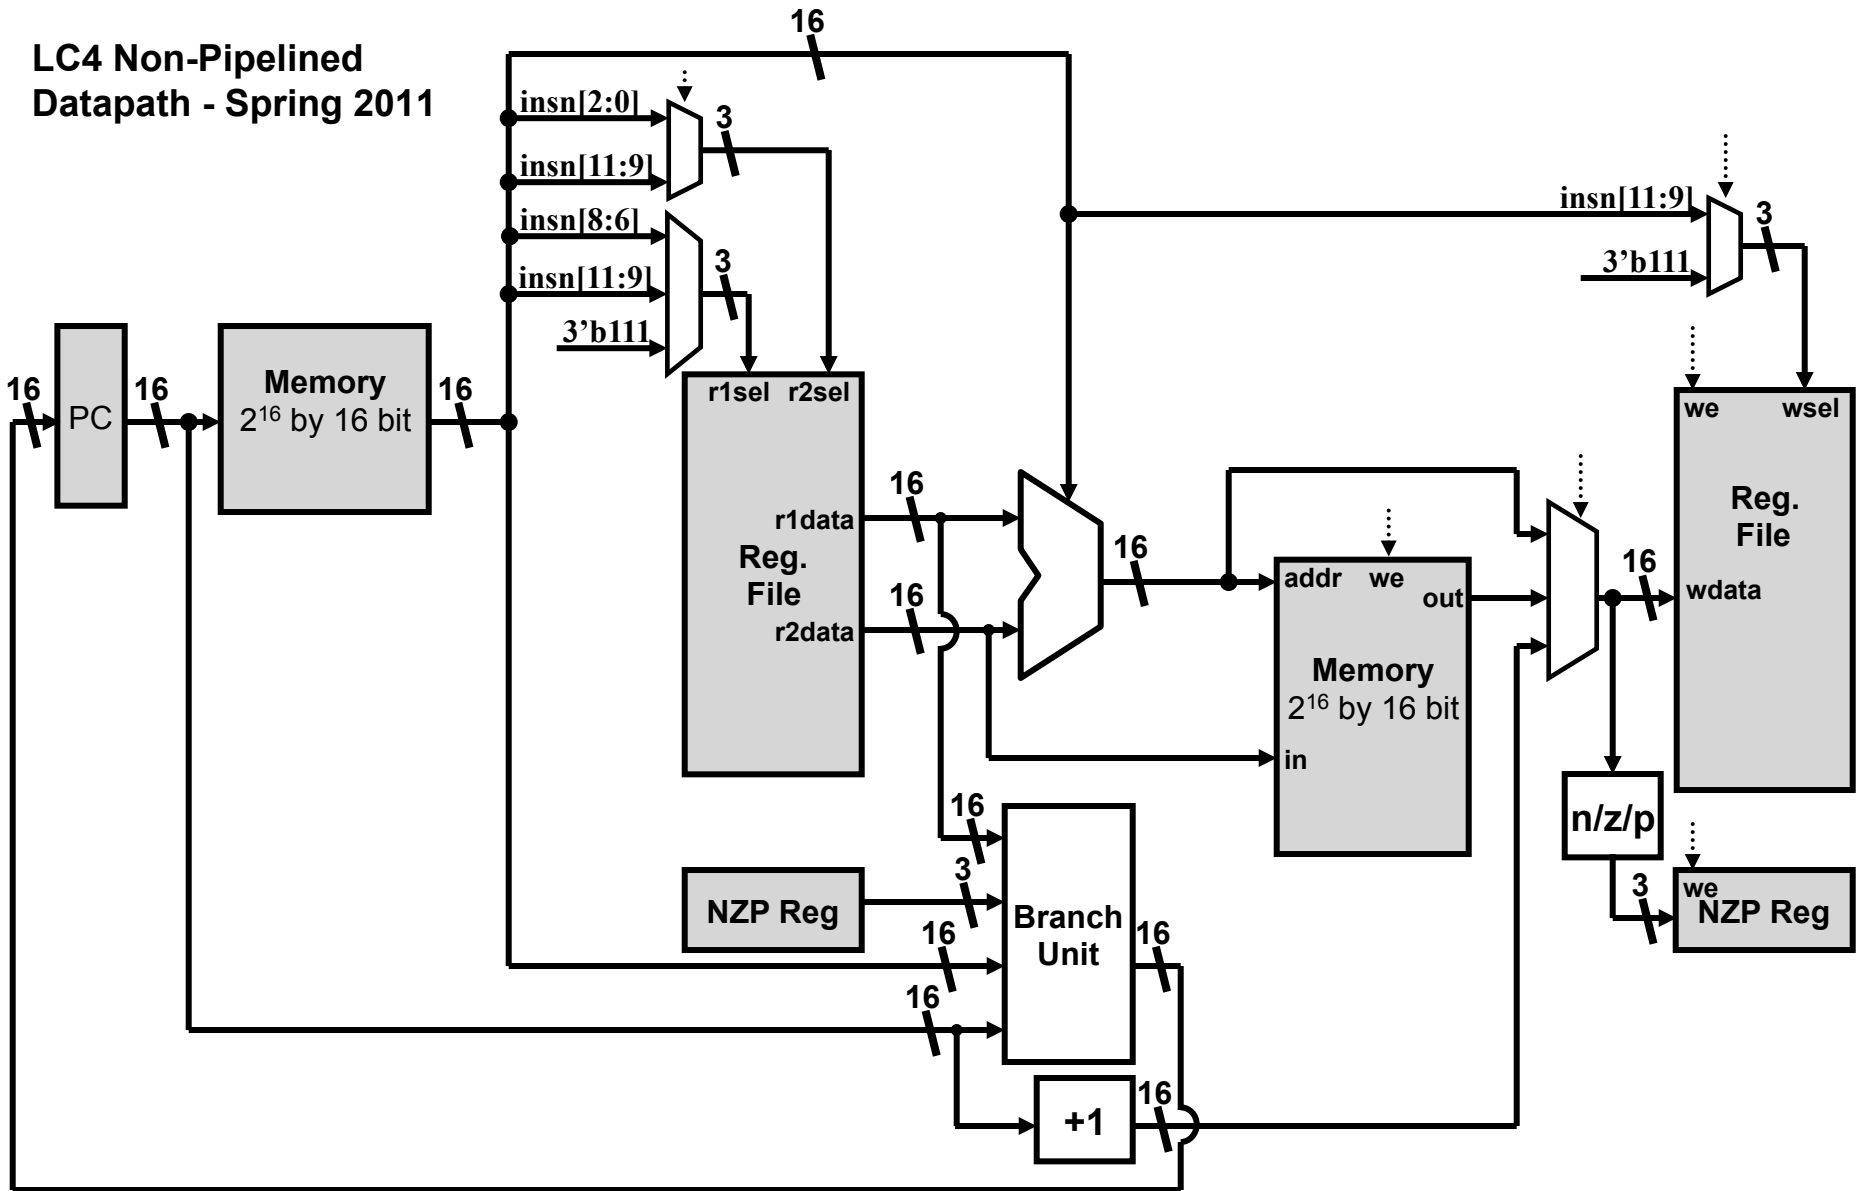 LC4 Non-Pipelined
Datapath - Spring 2011
16
insn[2:0]
3
insn[11:9]
insn[8:6]
3
insn[11:9]
3’b111
insn[11:9]
3
3’b111
16
PC
16
Memory
2¹⁶ by 16 bit
16
r1sel r2sel
r1data
Reg.
File
r2data
16
16
16
addr we
out
Memory
2¹⁶ by 16 bit
in
16
we wsel
Reg.
File
wdata
n/z/p
3
we
NZP Reg
16
NZP Reg
3
16
16
Branch
Unit
16
+1
16